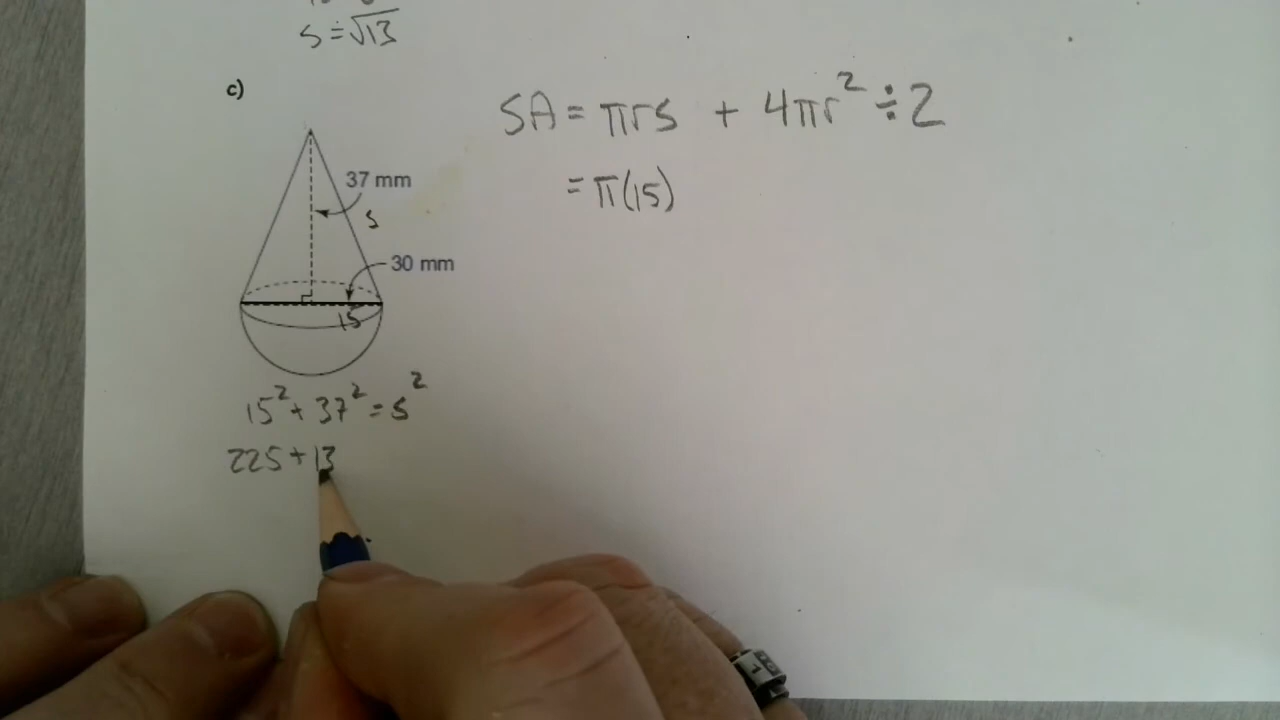 s = √13
c)
SA = πrs + 4πr² ÷ 2
= π(15)
37 mm
s
30 mm
15
15² + 37² = s²
225 + 13